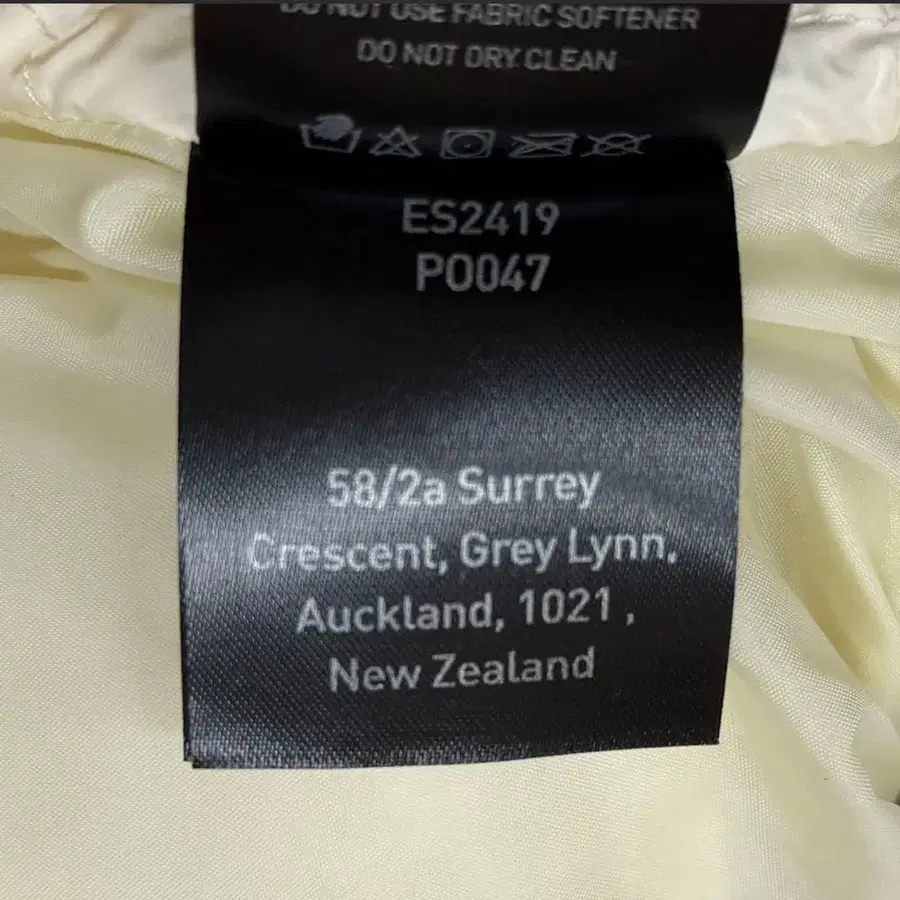 DO NOT USE FABRIC SOFTENER
DO NOT DRY CLEAN
ES2419
PO047
58/2a Surrey
Crescent, Grey Lynn,
Auckland, 1021 ,
New Zealand